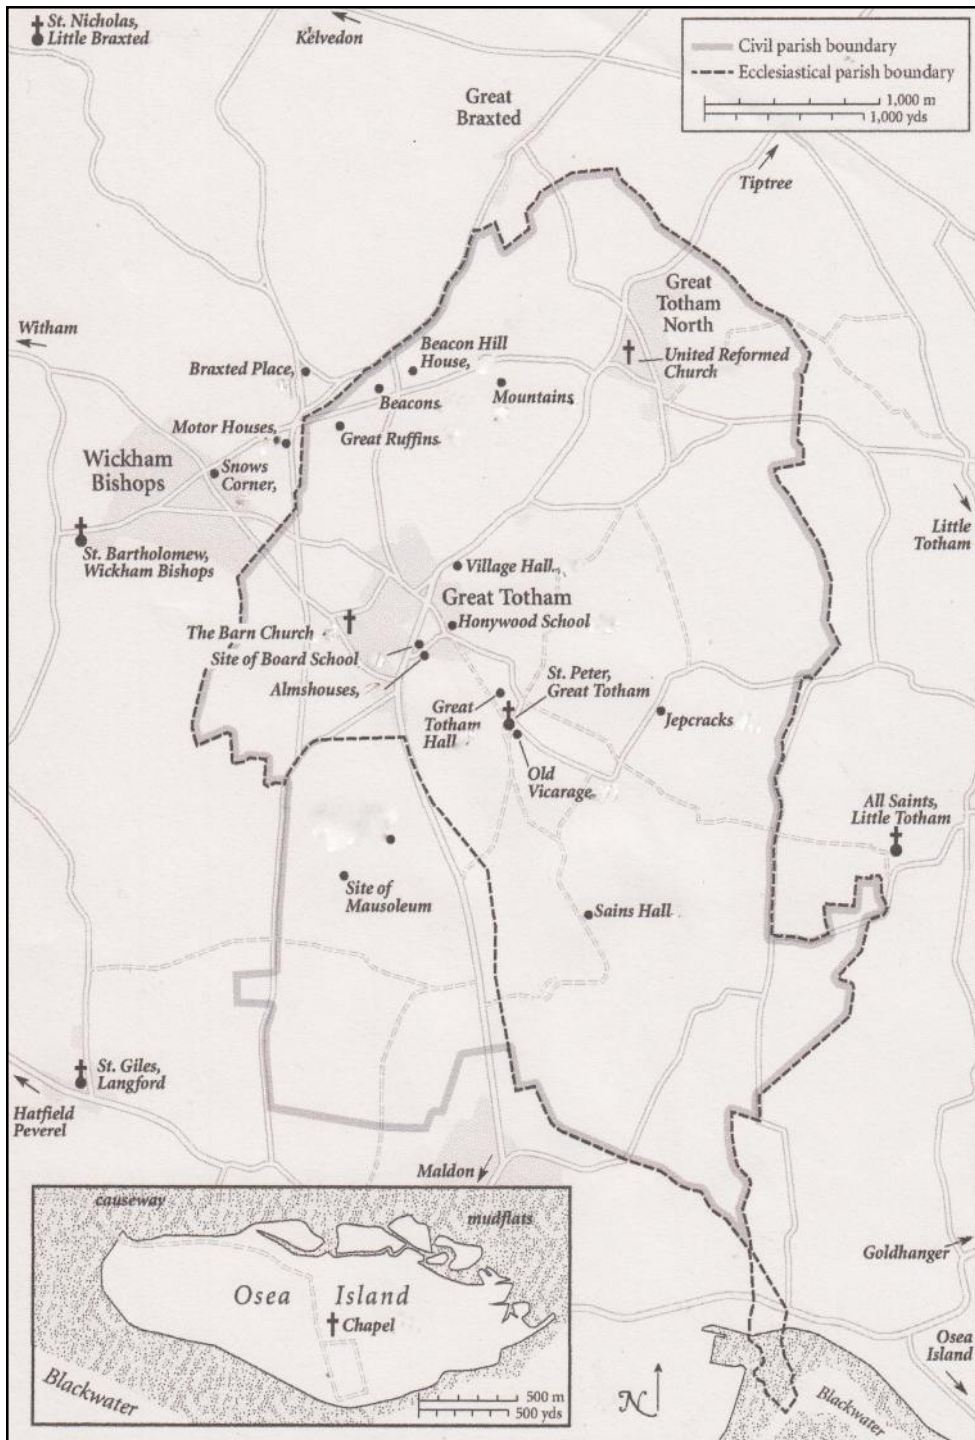 St. Nicholas,
Little Braxted
Kelvedon
Civil parish boundary
Ecclesiastical parish boundary
1,000 m
1,000 yds
Great
Braxted
Tiptree
Great
Totham
North
Witham
Beacon Hill
House,
United Reformed
Church
Braxted Place,
Beacons
Mountains
Motor Houses,
Great Ruffins
Wickham
Bishops
Snows
Corner,
Little
Totham
St. Bartholomew,
Wickham Bishops
Village Hall
Great Totham
Honywood School
The Barn Church
Site of Board School
Almshouses,
St. Peter,
Great Totham
Great
Totham
Hall
Jepcracks
Old
Vicarage
All Saints,
Little Totham
Site of
Mausoleum
Sains Hall
St. Giles,
Langford
Hatfield
Peverel
Maldon
causeway
mudflats
Goldhanger
Osea Island
Chapel
Osea
Island
Blackwater
500 m
500 yds
N
Blackwater